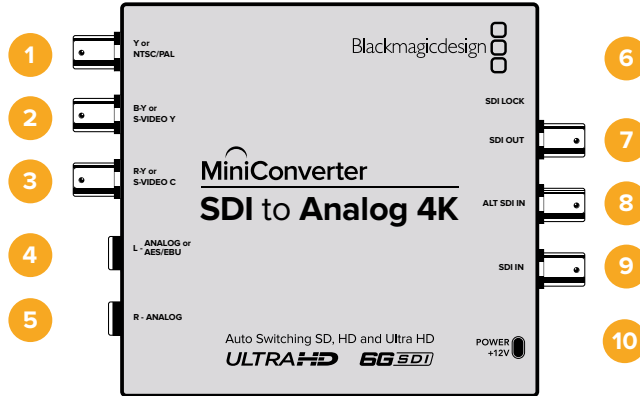 1
Y or
NTSC/PAL
2
B-Y or
S-VIDEO Y
3
R-Y or
S-VIDEO C
4
L - ANALOG or
AES/EBU
5
R - ANALOG
Blackmagicdesign
MiniConverter
SDI to Analog 4K
Auto Switching SD, HD and Ultra HD
ULTRA HD 6G SDI
6
SDI LOCK
7
SDI OUT
8
ALT SDI IN
9
SDI IN
10
POWER
+12V